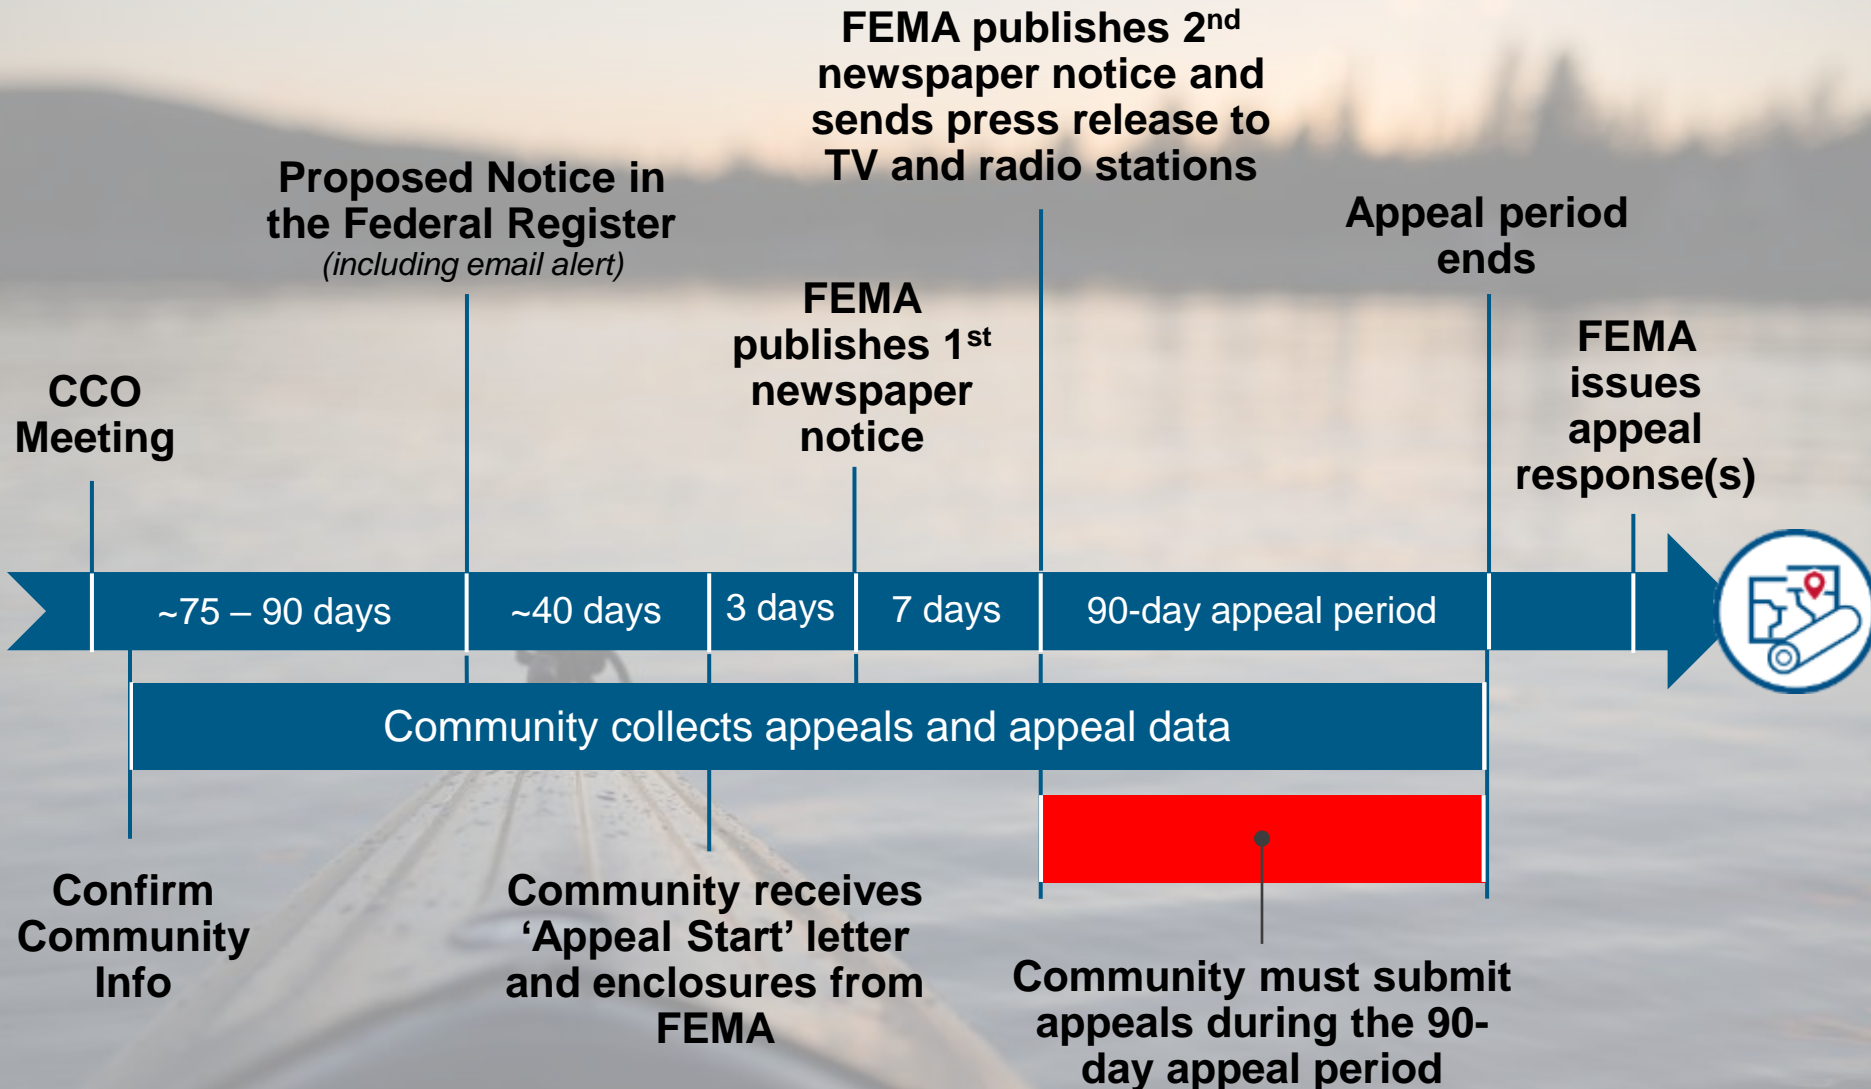 FEMA publishes 2nd
newspaper notice and
sends press release to
TV and radio stations
Proposed Notice in
the Federal Register
(including email alert)
Appeal period
ends
FEMA
publishes 1st
newspaper
notice
FEMA
issues
appeal
response(s)
CCO
Meeting
~75 – 90 days
~40 days
3 days
7 days
90-day appeal period
Community collects appeals and appeal data
Confirm
Community
Info
Community receives
‘Appeal Start’ letter
and enclosures from
FEMA
Community must submit
appeals during the 90-
day appeal period